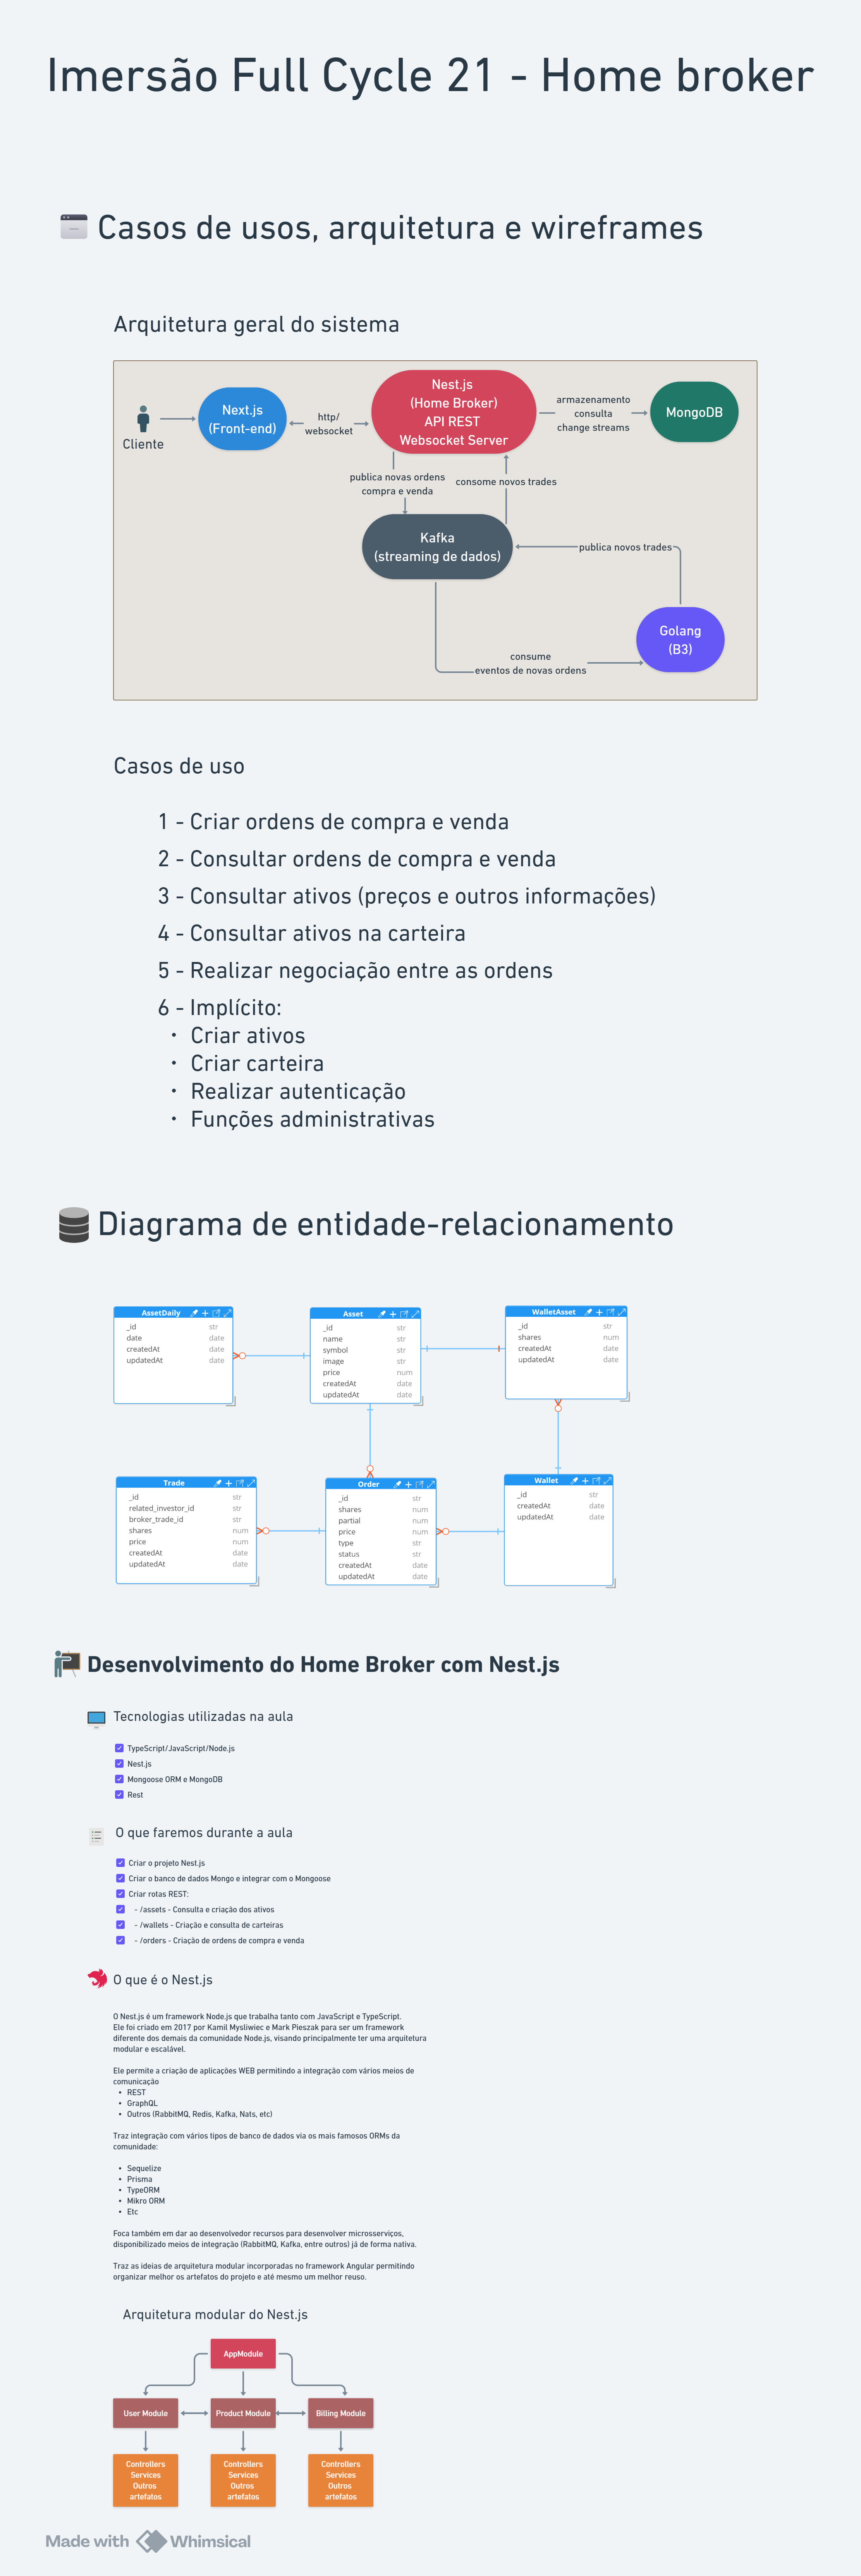 Imersão Full Cycle 21 - Home broker
Casos de usos, arquitetura e wireframes
Arquitetura geral do sistema
Cliente
Next.js
(Front-end)
http/
websocket
Nest.js
(Home Broker)
API REST
Websocket Server
armazenamento
consulta
change streams
MongoDB
publica novas ordens
compra e venda
consome novos trades
Kafka
(streaming de dados)
publica novos trades
Golang
(B3)
consume
eventos de novas ordens
Casos de uso
1 - Criar ordens de compra e venda
2 - Consultar ordens de compra e venda
3 - Consultar ativos (preços e outros informações)
4 - Consultar ativos na carteira
5 - Realizar negociação entre as ordens
6 - Implícito:
• Criar ativos
• Criar carteira
• Realizar autenticação
• Funções administrativas
Diagrama de entidade-relacionamento
AssetDaily
_id str
date date
createdAt date
updatedAt date
Asset
_id str
name str
symbol str
image str
price num
createdAt date
updatedAt date
WalletAsset
_id str
shares num
createdAt date
updatedAt date
Trade
_id str
related_investor_id str
broker_trade_id str
shares num
price num
createdAt date
updatedAt date
Order
_id str
shares num
partial num
price num
type str
status str
createdAt date
updatedAt date
Wallet
_id str
createdAt date
updatedAt date
Desenvolvimento do Home Broker com Nest.js
Tecnologias utilizadas na aula
TypeScript/JavaScript/Node.js
Nest.js
Mongoose ORM e MongoDB
Rest
O que faremos durante a aula
Criar o projeto Nest.js
Criar o banco de dados Mongo e integrar com o Mongoose
Criar rotas REST:
- /assets - Consulta e criação dos ativos
- /wallets - Criação e consulta de carteiras
- /orders - Criação de ordens de compra e venda
O que é o Nest.js
O Nest.js é um framework Node.js que trabalha tanto com JavaScript e TypeScript.
Ele foi criado em 2017 por Kamil Mysliwiec e Mark Pieszak para ser um framework
diferente dos demais da comunidade Node.js, visando principalmente ter uma arquitetura
modular e escalável.
Ele permite a criação de aplicações WEB permitindo a integração com vários meios de
comunicação
• REST
• GraphQL
• Outros (RabbitMQ, Redis, Kafka, Nats, etc)
Traz integração com vários tipos de banco de dados via os mais famosos ORMs da
comunidade:
• Sequelize
• Prisma
• TypeORM
• Mikro ORM
• Etc
Foca também em dar ao desenvolvedor recursos para desenvolver microsserviços,
disponibilizado meios de integração (RabbitMQ, Kafka, entre outros) já de forma nativa.
Traz as ideias de arquitetura modular incorporadas no framework Angular permitindo
organizar melhor os artefatos do projeto e até mesmo um melhor reuso.
Arquitetura modular do Nest.js
AppModule
User Module
Product Module
Billing Module
Controllers
Services
Outros
artefatos
Controllers
Services
Outros
artefatos
Controllers
Services
Outros
artefatos
Made with Whimsical